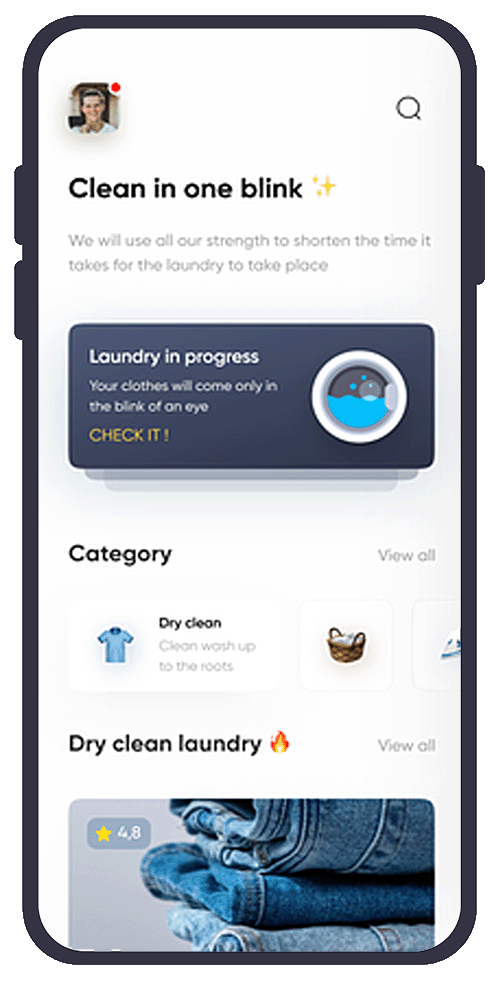 Clean in one blink ✨
We will use all our strength to shorten the time it
takes for the laundry to take place
Laundry in progress
Your clothes will come only in
the blink of an eye
CHECK IT !
Category
View all
Dry clean
Clean wash up
to the roots
Dry clean laundry 🔥
View all
4,8